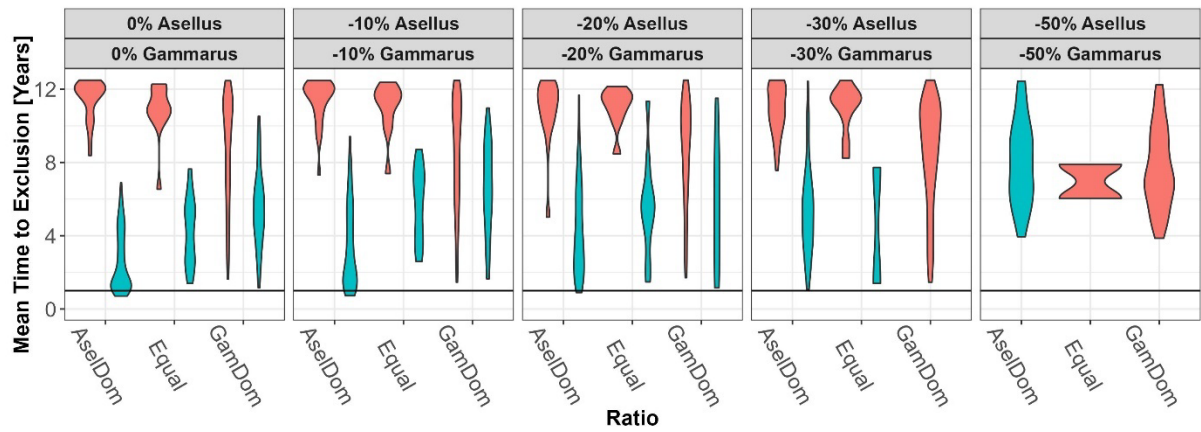 0% Asellus -10% Asellus -20% Asellus -30% Asellus -50% Asellus
0% Gammarus -10% Gammarus -20% Gammarus -30% Gammarus -50% Gammarus
Mean Time to Exclusion [Years]
12
8
4
0
AselDom Equal GamDom AselDom Equal GamDom AselDom Equal GamDom AselDom Equal GamDom AselDom Equal GamDom
Ratio